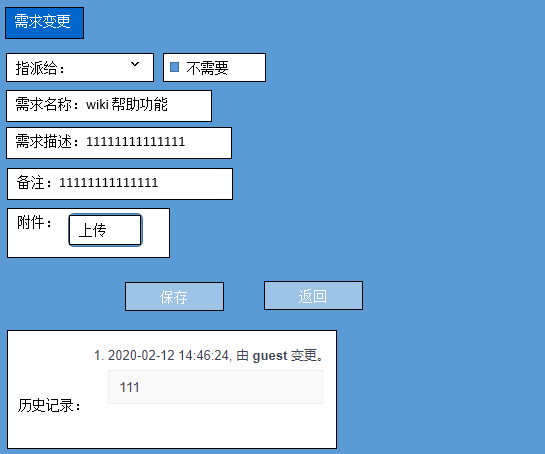 需求变更
指派给： 不需要
需求名称：wiki 帮助功能
需求描述：11111111111111
备注：11111111111111
附件： 上传
保存 返回
1. 2020-02-12 14:46:24, 由 guest 变更。
111
历史记录：